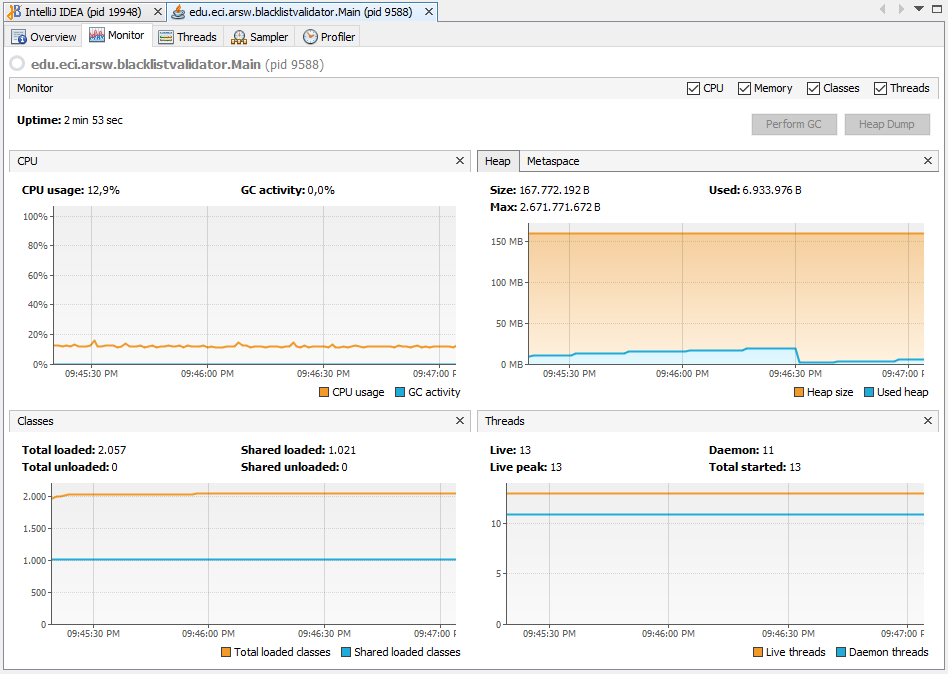 IntelliJ IDEA (pid 19948) edu.eci.arsw.blacklistvalidator.Main (pid 9588)
Overview Monitor Threads Sampler Profiler
edu.eci.arsw.blacklistvalidator.Main (pid 9588)
Monitor CPU Memory Classes Threads
Uptime: 2 min 53 sec
Perform GC Heap Dump
CPU
CPU usage: 12,9% GC activity: 0,0%
100%
80%
60%
40%
20%
0%
09:45:30 PM 09:46:00 PM 09:46:30 PM 09:47:00 P
CPU usage GC activity
Heap Metaspace
Size: 167.772.192 B Used: 6.933.976 B
Max: 2.671.771.672 B
150 MB
100 MB
50 MB
0 MB
09:45:30 PM 09:46:00 PM 09:46:30 PM 09:47:00 P
Heap size Used heap
Classes
Total loaded: 2.057 Shared loaded: 1.021
Total unloaded: 0 Shared unloaded: 0
2.000
1.500
1.000
500
0
09:45:30 PM 09:46:00 PM 09:46:30 PM 09:47:00 P
Total loaded classes Shared loaded classes
Threads
Live: 13 Daemon: 11
Live peak: 13 Total started: 13
10
5
0
09:45:30 PM 09:46:00 PM 09:46:30 PM 09:47:00 P
Live threads Daemon threads